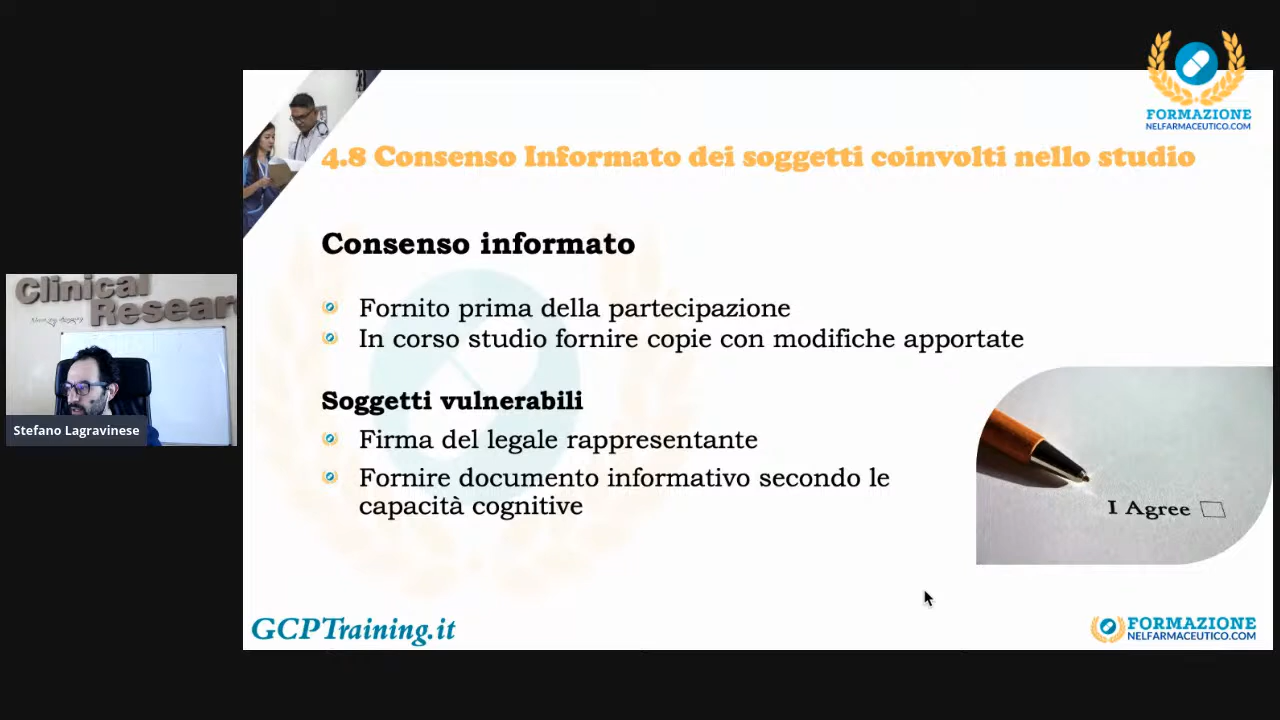 FORMAZIONE
NELFARMACEUTICO.COM
4.8 Consenso Informato dei soggetti coinvolti nello studio
Consenso informato
Fornito prima della partecipazione
In corso studio fornire copie con modifiche apportate
Clinical
Resear
Stefano Lagravinese
Soggetti vulnerabili
Firma del legale rappresentante
Fornire documento informativo secondo le
capacità cognitive
I Agree
GCPTraining.it
FORMAZIONE
NELFARMACEUTICO.COM